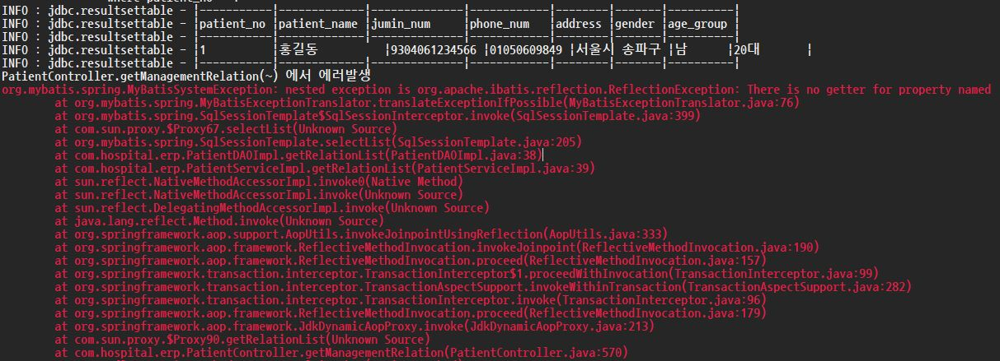 INFO : jdbc.resultsettable - |-----------|-------------|--------------|------------|--------|-------|----------|
INFO : jdbc.resultsettable - |patient_no |patient_name |jumin_num |phone_num |address |gender |age_group |
INFO : jdbc.resultsettable - |-----------|-------------|--------------|------------|--------|-------|----------|
INFO : jdbc.resultsettable - |1 |홍길동 |9304061234566 |01050609849 |서울시 송파구 |남 |20대 |
INFO : jdbc.resultsettable - |-----------|-------------|--------------|------------|--------|-------|----------|
PatientController.getManagementRelation(~) 에서 에러발생
org.mybatis.spring.MyBatisSystemException: nested exception is org.apache.ibatis.reflection.ReflectionException: There is no getter for property named
at org.mybatis.spring.MyBatisExceptionTranslator.translateExceptionIfPossible(MyBatisExceptionTranslator.java:76)
at org.mybatis.spring.SqlSessionTemplate$SqlSessionInterceptor.invoke(SqlSessionTemplate.java:399)
at com.sun.proxy.$Proxy67.selectList(Unknown Source)
at org.mybatis.spring.SqlSessionTemplate.selectList(SqlSessionTemplate.java:205)
at com.hospital.erp.PatientDAOImpl.getRelationList(PatientDAOImpl.java:38)
at com.hospital.erp.PatientServiceImpl.getRelationList(PatientServiceImpl.java:39)
at sun.reflect.NativeMethodAccessorImpl.invoke0(Native Method)
at sun.reflect.NativeMethodAccessorImpl.invoke(Unknown Source)
at sun.reflect.DelegatingMethodAccessorImpl.invoke(Unknown Source)
at java.lang.reflect.Method.invoke(Unknown Source)
at org.springframework.aop.support.AopUtils.invokeJoinpointUsingReflection(AopUtils.java:333)
at org.springframework.aop.framework.ReflectiveMethodInvocation.invokeJoinpoint(ReflectiveMethodInvocation.java:190)
at org.springframework.aop.framework.ReflectiveMethodInvocation.proceed(ReflectiveMethodInvocation.java:157)
at org.springframework.transaction.interceptor.TransactionInterceptor$1.proceedWithInvocation(TransactionInterceptor.java:99)
at org.springframework.transaction.interceptor.TransactionAspectSupport.invokeWithinTransaction(TransactionAspectSupport.java:282)
at org.springframework.transaction.interceptor.TransactionInterceptor.invoke(TransactionInterceptor.java:96)
at org.springframework.aop.framework.ReflectiveMethodInvocation.proceed(ReflectiveMethodInvocation.java:179)
at org.springframework.aop.framework.JdkDynamicAopProxy.invoke(JdkDynamicAopProxy.java:213)
at com.sun.proxy.$Proxy90.getRelationList(Unknown Source)
at com.hospital.erp.PatientController.getManagementRelation(PatientController.java:570)